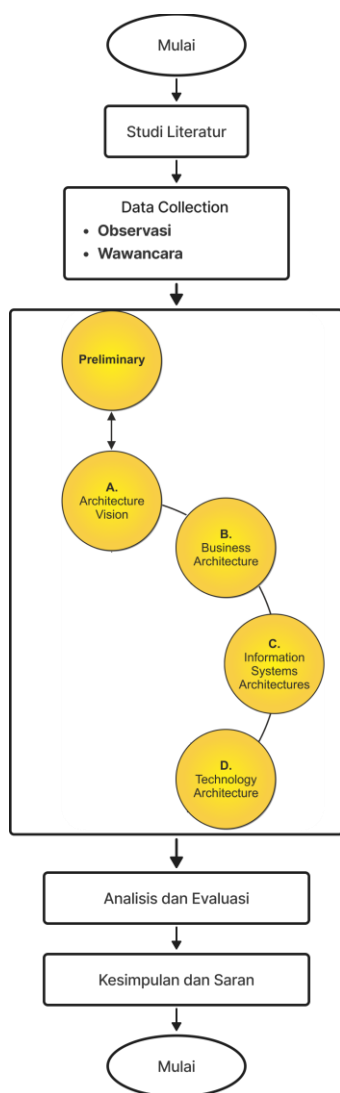 Mulai
Studi Literatur
Data Collection
• Observasi
• Wawancara
Preliminary
A.
Architecture
Vision
B.
Business
Architecture
C.
Information
Systems
Architectures
D.
Technology
Architecture
Analisis dan Evaluasi
Kesimpulan dan Saran
Mulai